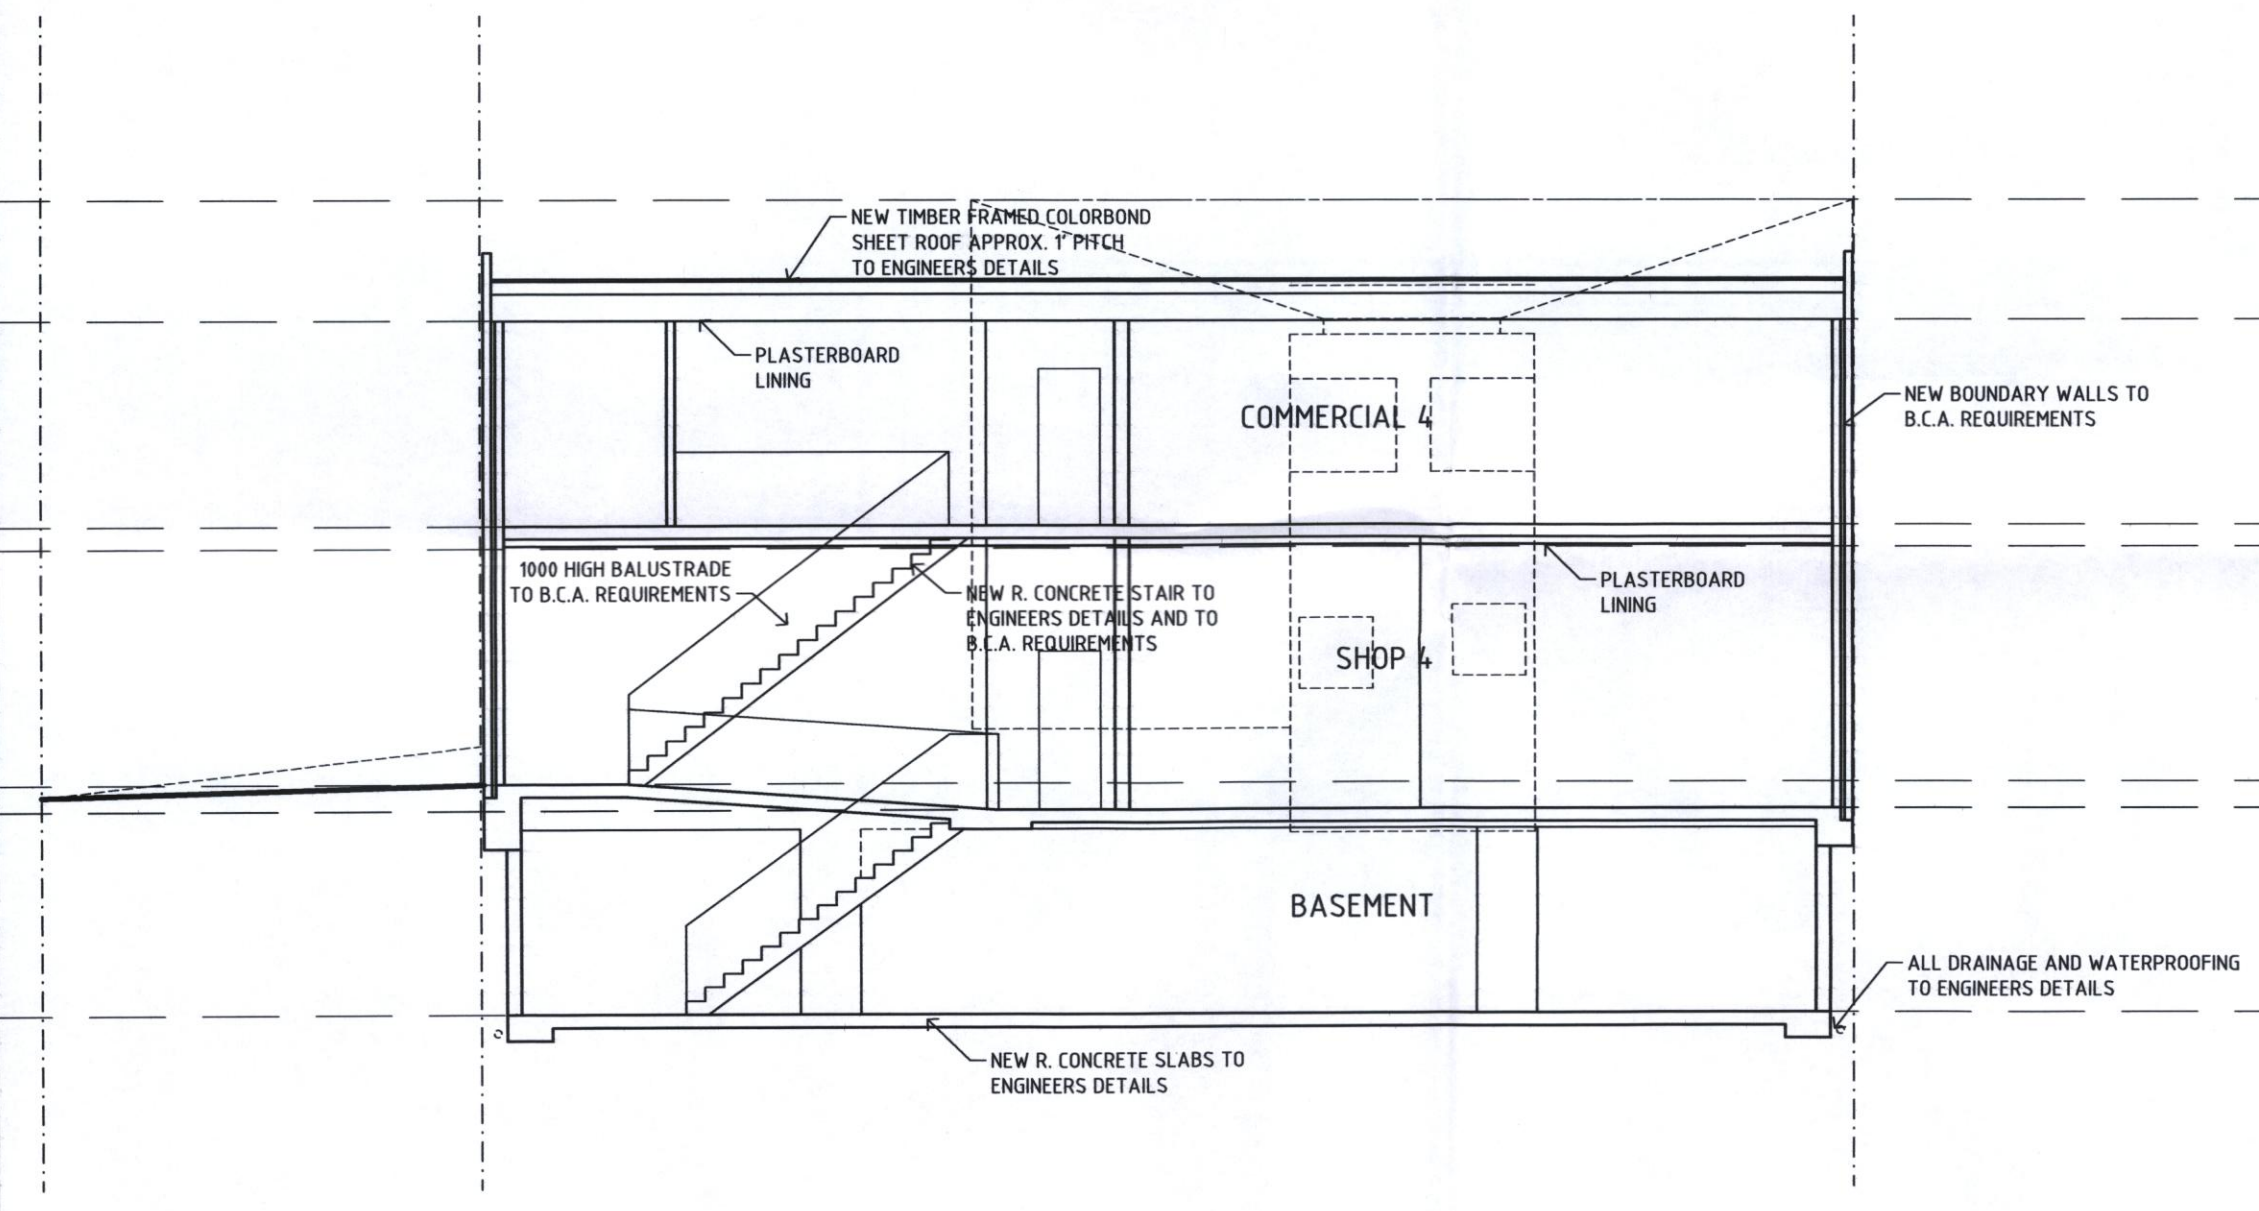 NEW TIMBER FRAMED COLORBOND
SHEET ROOF APPROX. 1° PITCH
TO ENGINEERS DETAILS
PLASTERBOARD
LINING
COMMERCIAL 4
NEW BOUNDARY WALLS TO
B.C.A. REQUIREMENTS
1000 HIGH BALUSTRADE
TO B.C.A. REQUIREMENTS
NEW R. CONCRETE STAIR TO
ENGINEERS DETAILS AND TO
B.C.A. REQUIREMENTS
PLASTERBOARD
LINING
SHOP 4
BASEMENT
ALL DRAINAGE AND WATERPROOFING
TO ENGINEERS DETAILS
NEW R. CONCRETE SLABS TO
ENGINEERS DETAILS